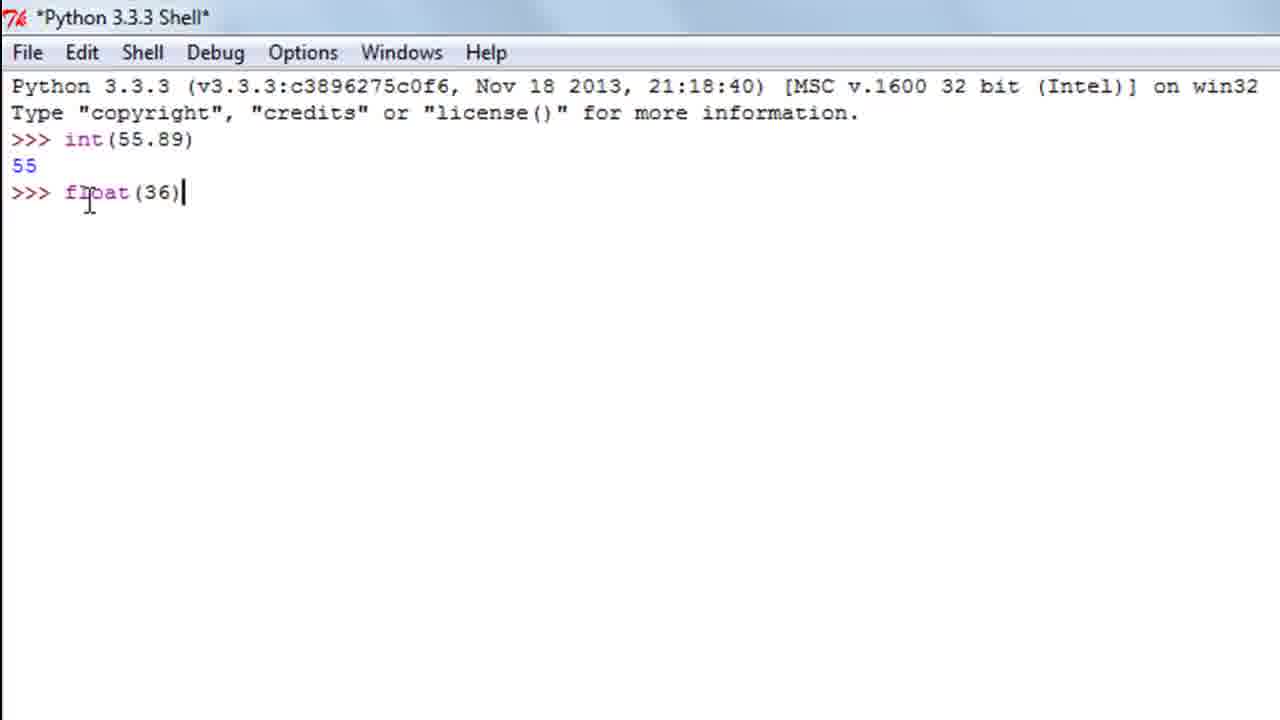 *Python 3.3.3 Shell*
File Edit Shell Debug Options Windows Help
Python 3.3.3 (v3.3.3:c3896275c0f6, Nov 18 2013, 21:18:40) [MSC v.1600 32 bit (Intel)] on win32
Type "copyright", "credits" or "license()" for more information.
>>> int(55.89)
55
>>> float(36)